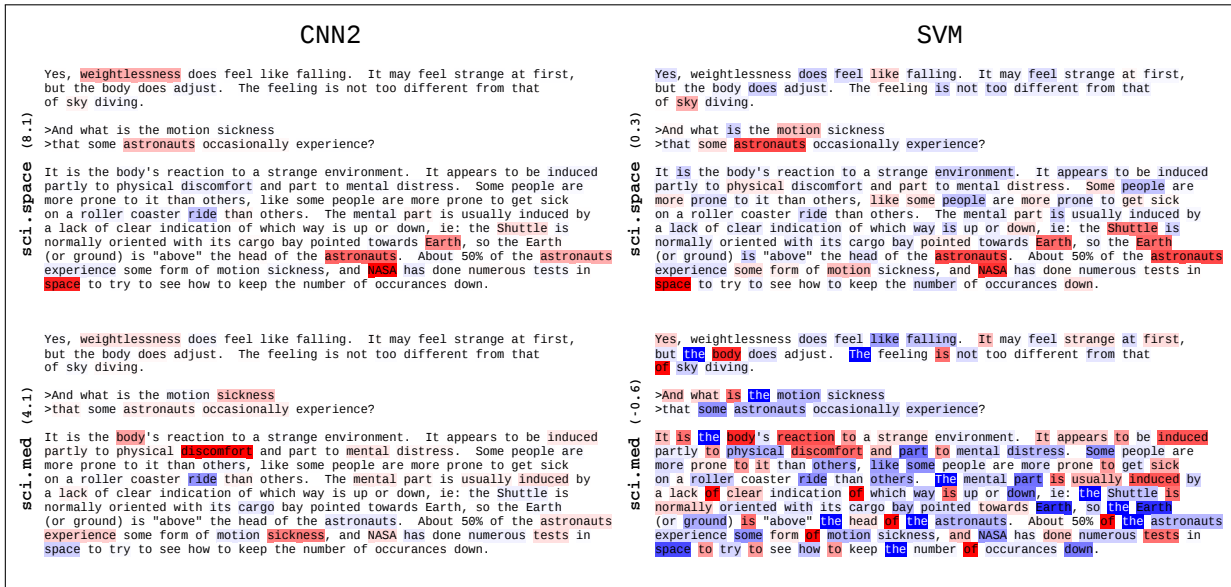 CNN2
SVM
sci.space (8.1)
Yes, weightlessness does feel like falling.  It may feel strange at first,
but the body does adjust.  The feeling is not too different from that
of sky diving.
>And what is the motion sickness
>that some astronauts occasionally experience?
It is the body's reaction to a strange environment.  It appears to be induced
partly to physical discomfort and part to mental distress.  Some people are
more prone to it than others, like some people are more prone to get sick
on a roller coaster ride than others.  The mental part is usually induced by
a lack of clear indication of which way is up or down, ie: the Shuttle is
normally oriented with its cargo bay pointed towards Earth, so the Earth
(or ground) is "above" the head of the astronauts.  About 50% of the astronauts
experience some form of motion sickness, and NASA has done numerous tests in
space to try to see how to keep the number of occurances down.
sci.space (0.3)
Yes, weightlessness does feel like falling.  It may feel strange at first,
but the body does adjust.  The feeling is not too different from that
of sky diving.
>And what is the motion sickness
>that some astronauts occasionally experience?
It is the body's reaction to a strange environment.  It appears to be induced
partly to physical discomfort and part to mental distress.  Some people are
more prone to it than others, like some people are more prone to get sick
on a roller coaster ride than others.  The mental part is usually induced by
a lack of clear indication of which way is up or down, ie: the Shuttle is
normally oriented with its cargo bay pointed towards Earth, so the Earth
(or ground) is "above" the head of the astronauts.  About 50% of the astronauts
experience some form of motion sickness, and NASA has done numerous tests in
space to try to see how to keep the number of occurances down.
sci.med (4.1)
Yes, weightlessness does feel like falling.  It may feel strange at first,
but the body does adjust.  The feeling is not too different from that
of sky diving.
>And what is the motion sickness
>that some astronauts occasionally experience?
It is the body's reaction to a strange environment.  It appears to be induced
partly to physical discomfort and part to mental distress.  Some people are
more prone to it than others, like some people are more prone to get sick
on a roller coaster ride than others.  The mental part is usually induced by
a lack of clear indication of which way is up or down, ie: the Shuttle is
normally oriented with its cargo bay pointed towards Earth, so the Earth
(or ground) is "above" the head of the astronauts.  About 50% of the astronauts
experience some form of motion sickness, and NASA has done numerous tests in
space to try to see how to keep the number of occurances down.
sci.med (-0.6)
Yes, weightlessness does feel like falling.  It may feel strange at first,
but the body does adjust.  The feeling is not too different from that
of sky diving.
>And what is the motion sickness
>that some astronauts occasionally experience?
It is the body's reaction to a strange environment.  It appears to be induced
partly to physical discomfort and part to mental distress.  Some people are
more prone to it than others, like some people are more prone to get sick
on a roller coaster ride than others.  The mental part is usually induced by
a lack of clear indication of which way is up or down, ie: the Shuttle is
normally oriented with its cargo bay pointed towards Earth, so the Earth
(or ground) is "above" the head of the astronauts.  About 50% of the astronauts
experience some form of motion sickness, and NASA has done numerous tests in
space to try to see how to keep the number of occurances down.